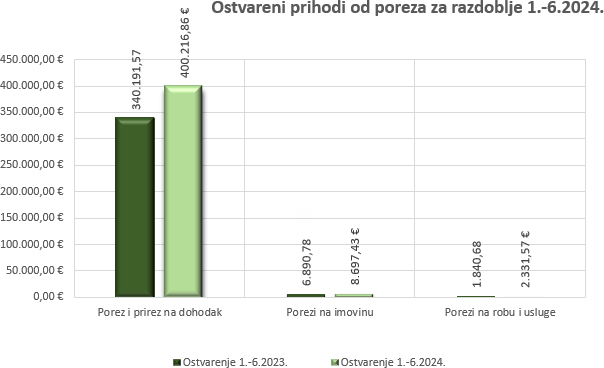 Ostvareni prihodi od poreza za razdoblje 1.-6.2024.
450.000,00 €
400.000,00 €
350.000,00 €
300.000,00 €
250.000,00 €
200.000,00 €
150.000,00 €
100.000,00 €
50.000,00 €
0,00 €
340.191,57
400.216,86 €
6.890,78
8.697,43 €
1.840,68
2.331,57 €
Porez i prirez na dohodak
Porezi na imovinu
Porezi na robu i usluge
Ostvarenje 1.-6.2023.
Ostvarenje 1.-6.2024.